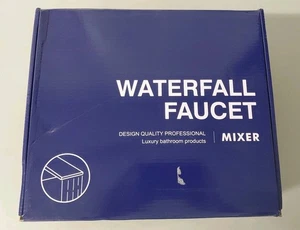 WATERFALL
FAUCET
DESIGN QUALITY PROFESSIONAL
Luxury bathroom products
MIXER